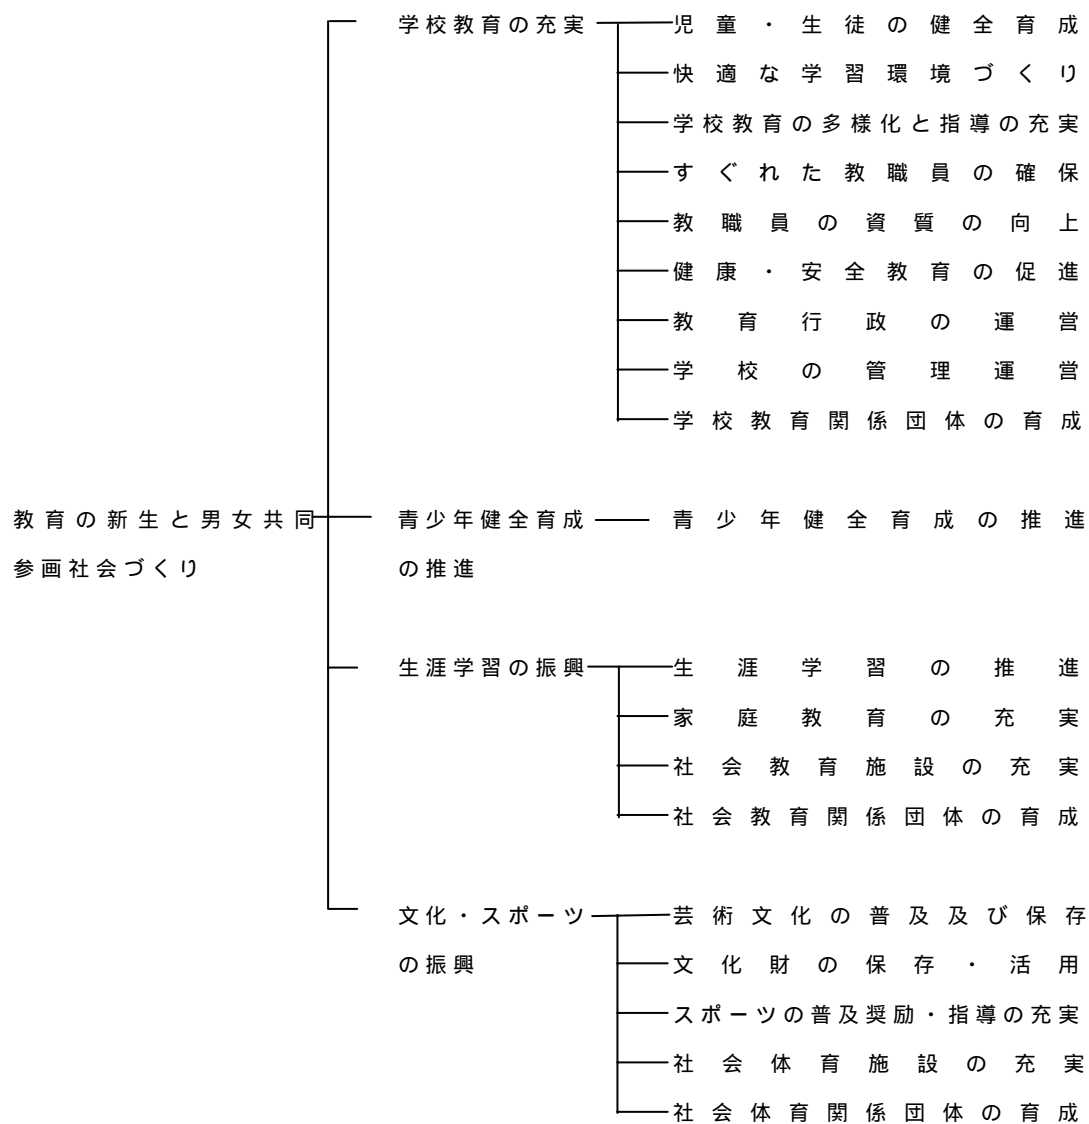 学校教育の充実
児童・生徒の健全育成
快適な学習環境づくり
学校教育の多様化と指導の充実
すぐれた教職員の確保
教職員の資質の向上
健康・安全教育の促進
教育行政の運営
学校の管理運営
学校教育関係団体の育成
教育の新生と男女共同
参画社会づくり
青少年健全育成
の推進
青少年健全育成の推進
生涯学習の振興
生涯学習の推進
家庭教育の充実
社会教育施設の充実
社会教育関係団体の育成
文化・スポーツ
の振興
芸術文化の普及及び保存
文化財の保存・活用
スポーツの普及奨励・指導の充実
社会体育施設の充実
社会体育関係団体の育成